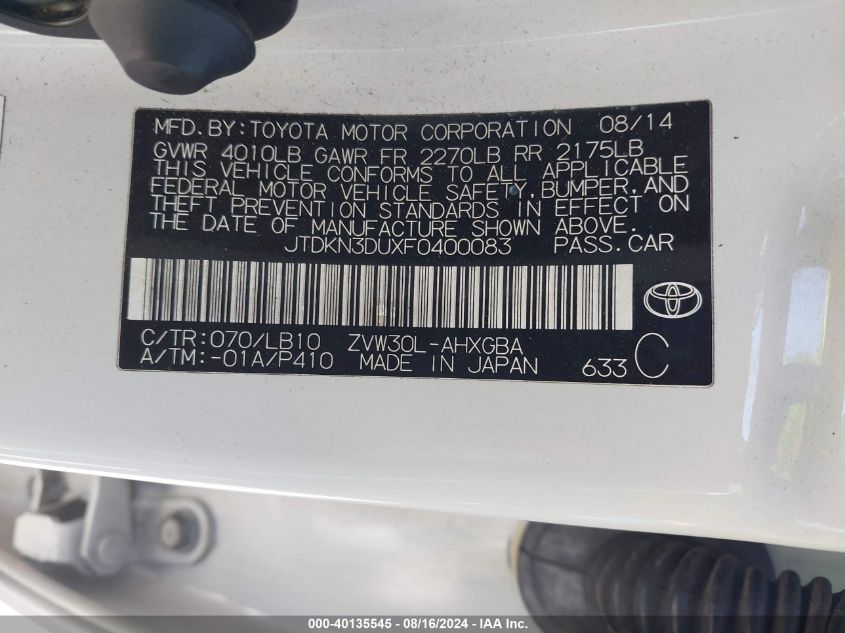 MFD. BY: TOYOTA MOTOR CORPORATION 08/14
GVWR 4010LB GAWR FR 2270LB RR 2175LB
THIS VEHICLE CONFORMS TO ALL APPLICABLE
FEDERAL MOTOR VEHICLE SAFETY, BUMPER, AND
THEFT PREVENTION STANDARDS IN EFFECT ON
THE DATE OF MANUFACTURE SHOWN ABOVE.
JTDKN3DUXF0400083 PASS. CAR
C/TR: 070/LB10 ZVW30L-AHXGBA
A/TM: -01A/P410 MADE IN JAPAN 633 C
000-40135545 - 08/16/2024 - IAA Inc.